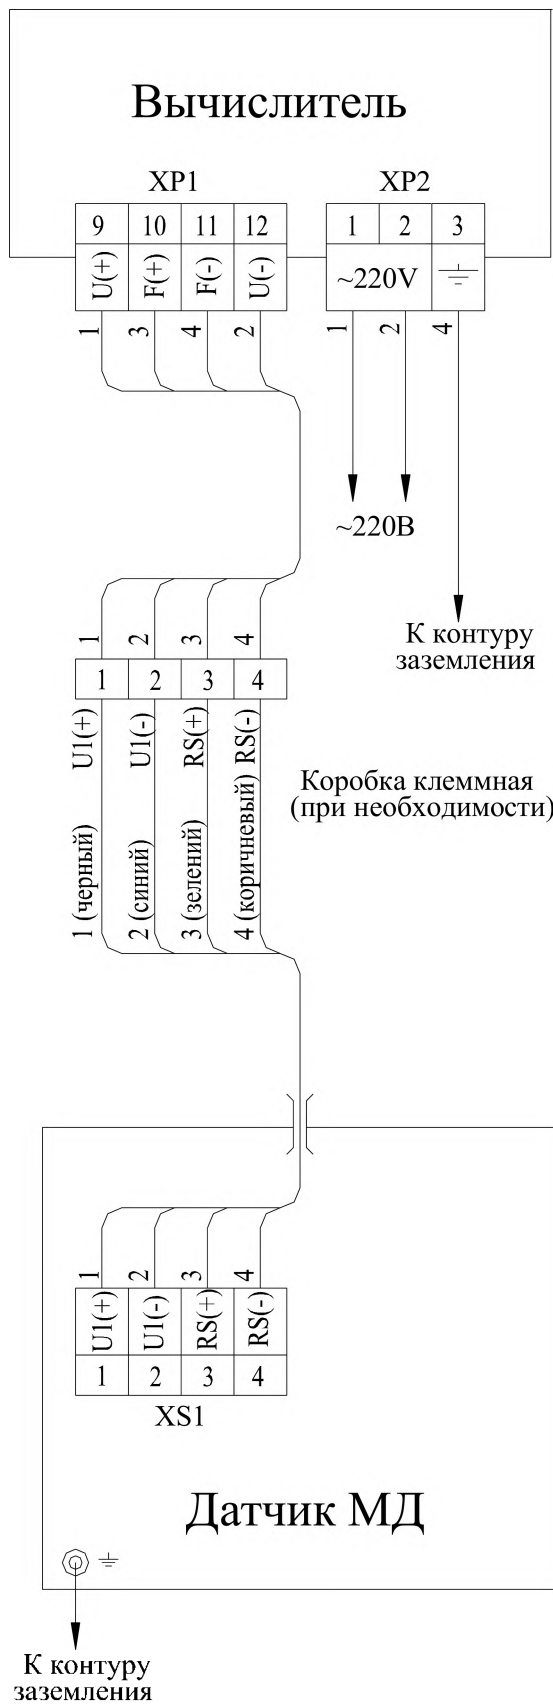 Вычислитель
XP1 XP2
9 10 11 12 1 2 3
U(+) F(+) F(-) U(-) ~220V
1 3 4 2 1 2 4
~220В
К контуру
заземления
1 2 3 4
1 2 3 4
U1(+) U1(-) RS(+) RS(-)
Коробка клеммная
(при необходимости)
1 (черный) 2 (синий) 3 (зелений) 4 (коричневый)
1 2 3 4
U1(+) U1(-) RS(+) RS(-)
1 2 3 4
XS1
Датчик МД
К контуру
заземления